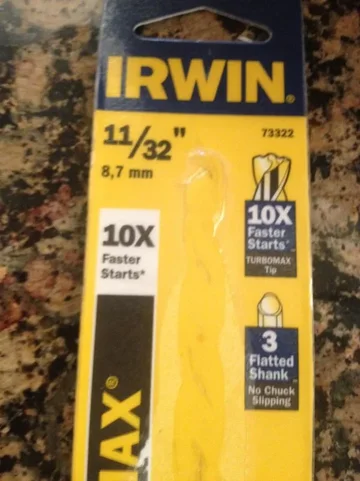 IRWIN®
11/32"
73322
8,7 mm
10X
Faster
Starts*
TURBOMAX
Tip
10X
Faster
Starts*
3
Flatted
Shank
No Chuck
Slipping
MAX®